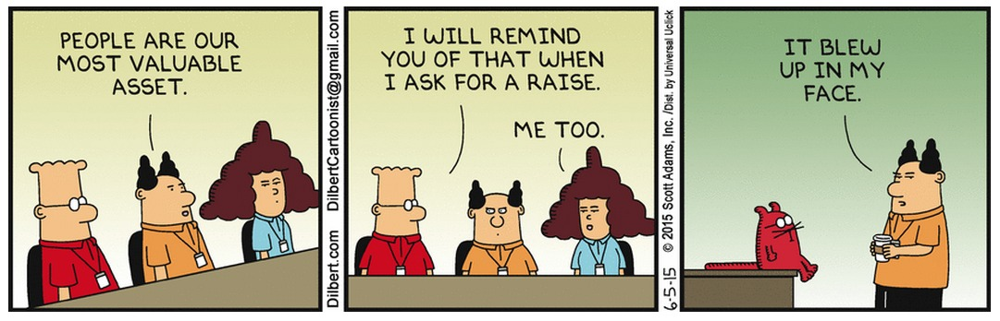 PEOPLE ARE OUR
MOST VALUABLE
ASSET.
Dilbert.com DilbertCartoonist@gmail.com
I WILL REMIND
YOU OF THAT WHEN
I ASK FOR A RAISE.
ME TOO.
6-5-15 © 2015 Scott Adams, Inc. /Dist. by Universal Uclick
IT BLEW
UP IN MY
FACE.